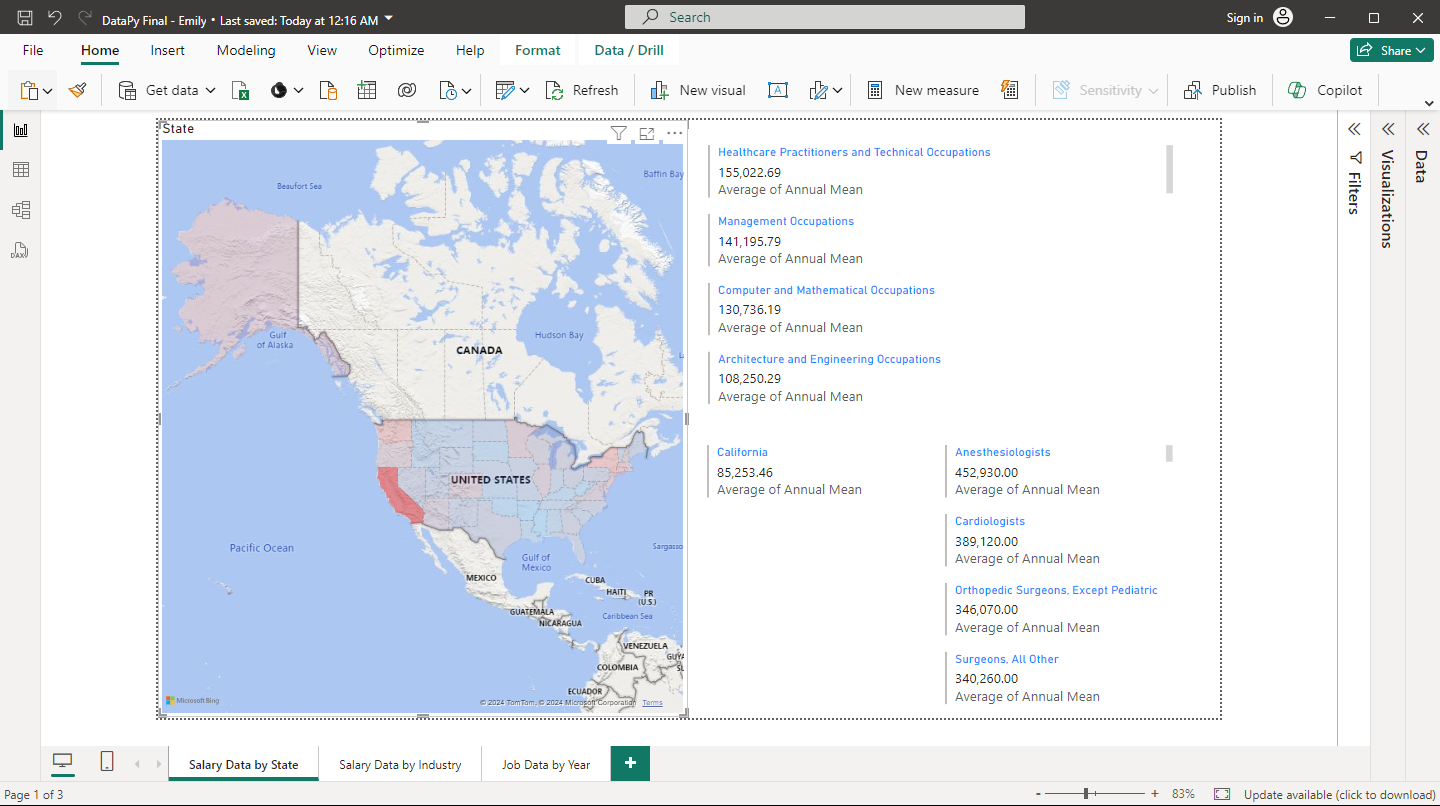 DataPy Final - Emily • Last saved: Today at 12:16 AM
Search
Sign in
File
Home
Insert
Modeling
View
Optimize
Help
Format
Data / Drill
Share
Get data
Refresh
New visual
New measure
Sensitivity
Publish
Copilot
State
Beaufort Sea
Baffin Bay
Gulf
of Alaska
Hudson Bay
CANADA
UNITED STATES
Pacific Ocean
Sargasso
Gulf of
Mexico
MEXICO
CUBA
HAITI
PR
(U.S.)
GUATEMALA
NICARAGUA
Caribbean Sea
VENEZUELA
GUYA
COLOMBIA
SU
ECUADOR
Microsoft Bing
© 2024 TomTom, © 2024 Microsoft Corporation Terms
Healthcare Practitioners and Technical Occupations
155,022.69
Average of Annual Mean
Management Occupations
141,195.79
Average of Annual Mean
Computer and Mathematical Occupations
130,736.19
Average of Annual Mean
Architecture and Engineering Occupations
108,250.29
Average of Annual Mean
California
85,253.46
Average of Annual Mean
Anesthesiologists
452,930.00
Average of Annual Mean
Cardiologists
389,120.00
Average of Annual Mean
Orthopedic Surgeons, Except Pediatric
346,070.00
Average of Annual Mean
Surgeons, All Other
340,260.00
Average of Annual Mean
Filters
Visualizations
Data
Salary Data by State
Salary Data by Industry
Job Data by Year
Page 1 of 3
83%
Update available (click to download)